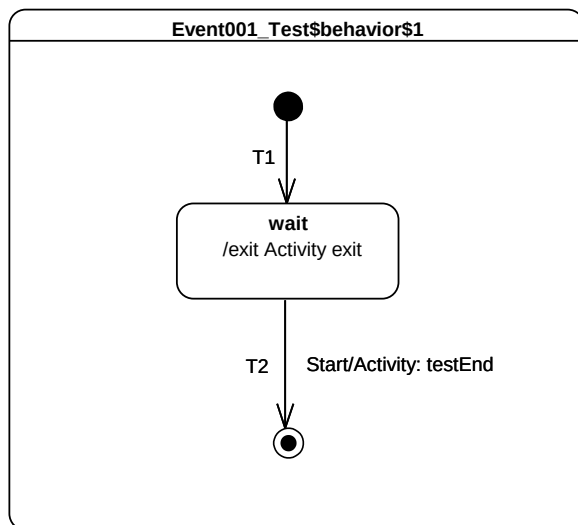 Event001_Test$behavior$1
T1
wait
/exit Activity exit
T2
Start/Activity: testEnd